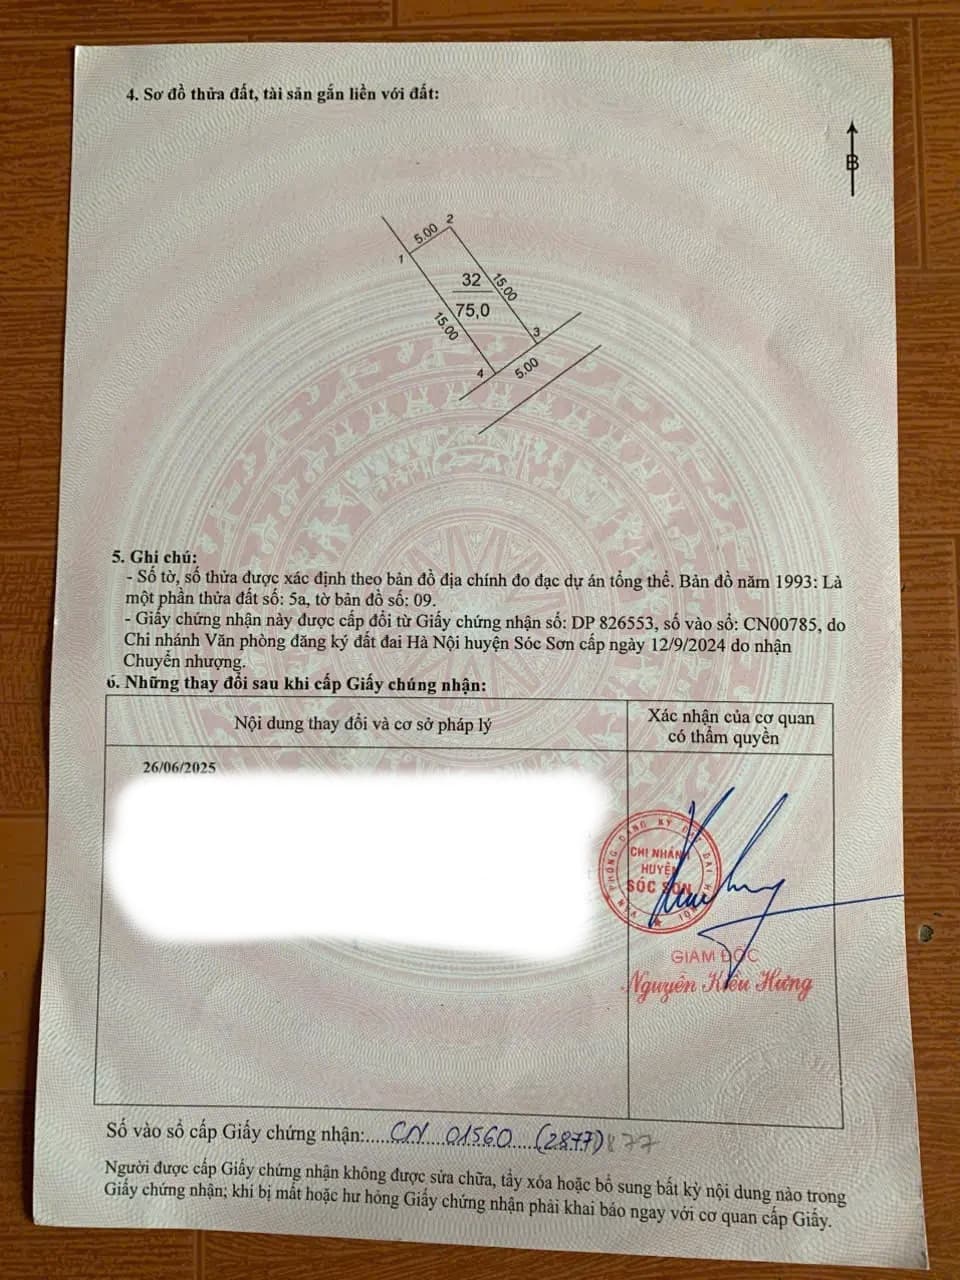 4. Sơ đồ thửa đất, tài sản gắn liền với đất:
B
5.00
2
1
32
75,0
15.00
15.00
3
4
5.00
5. Ghi chú:
- Số tờ, số thửa được xác định theo bản đồ địa chính đo đạc dự án tổng thể. Bản đồ năm 1993: Là
một phần thửa đất số: 5a, tờ bản đồ số: 09.
- Giấy chứng nhận này được cấp đổi từ Giấy chứng nhận số: DP 826553, số vào sổ: CN00785, do
Chi nhánh Văn phòng đăng ký đất đai Hà Nội huyện Sóc Sơn cấp ngày 12/9/2024 do nhận
Chuyển nhượng.
6. Những thay đổi sau khi cấp Giấy chứng nhận:
Nội dung thay đổi và cơ sở pháp lý
Xác nhận của cơ quan
có thẩm quyền
26/06/2025
VĂN PHÒNG ĐĂNG KÝ ĐẤT ĐAI HÀ NỘI
CHI NHÁNH
HUYỆN
SÓC SƠN
GIÁM ĐỐC
Nguyễn Kiều Hưng
Số vào sổ cấp Giấy chứng nhận:.....CN 01560 (2877) 877
Người được cấp Giấy chứng nhận không được sửa chữa, tẩy xóa hoặc bổ sung bất kỳ nội dung nào trong
Giấy chứng nhận; khi bị mất hoặc hư hỏng Giấy chứng nhận phải khai báo ngay với cơ quan cấp Giấy.